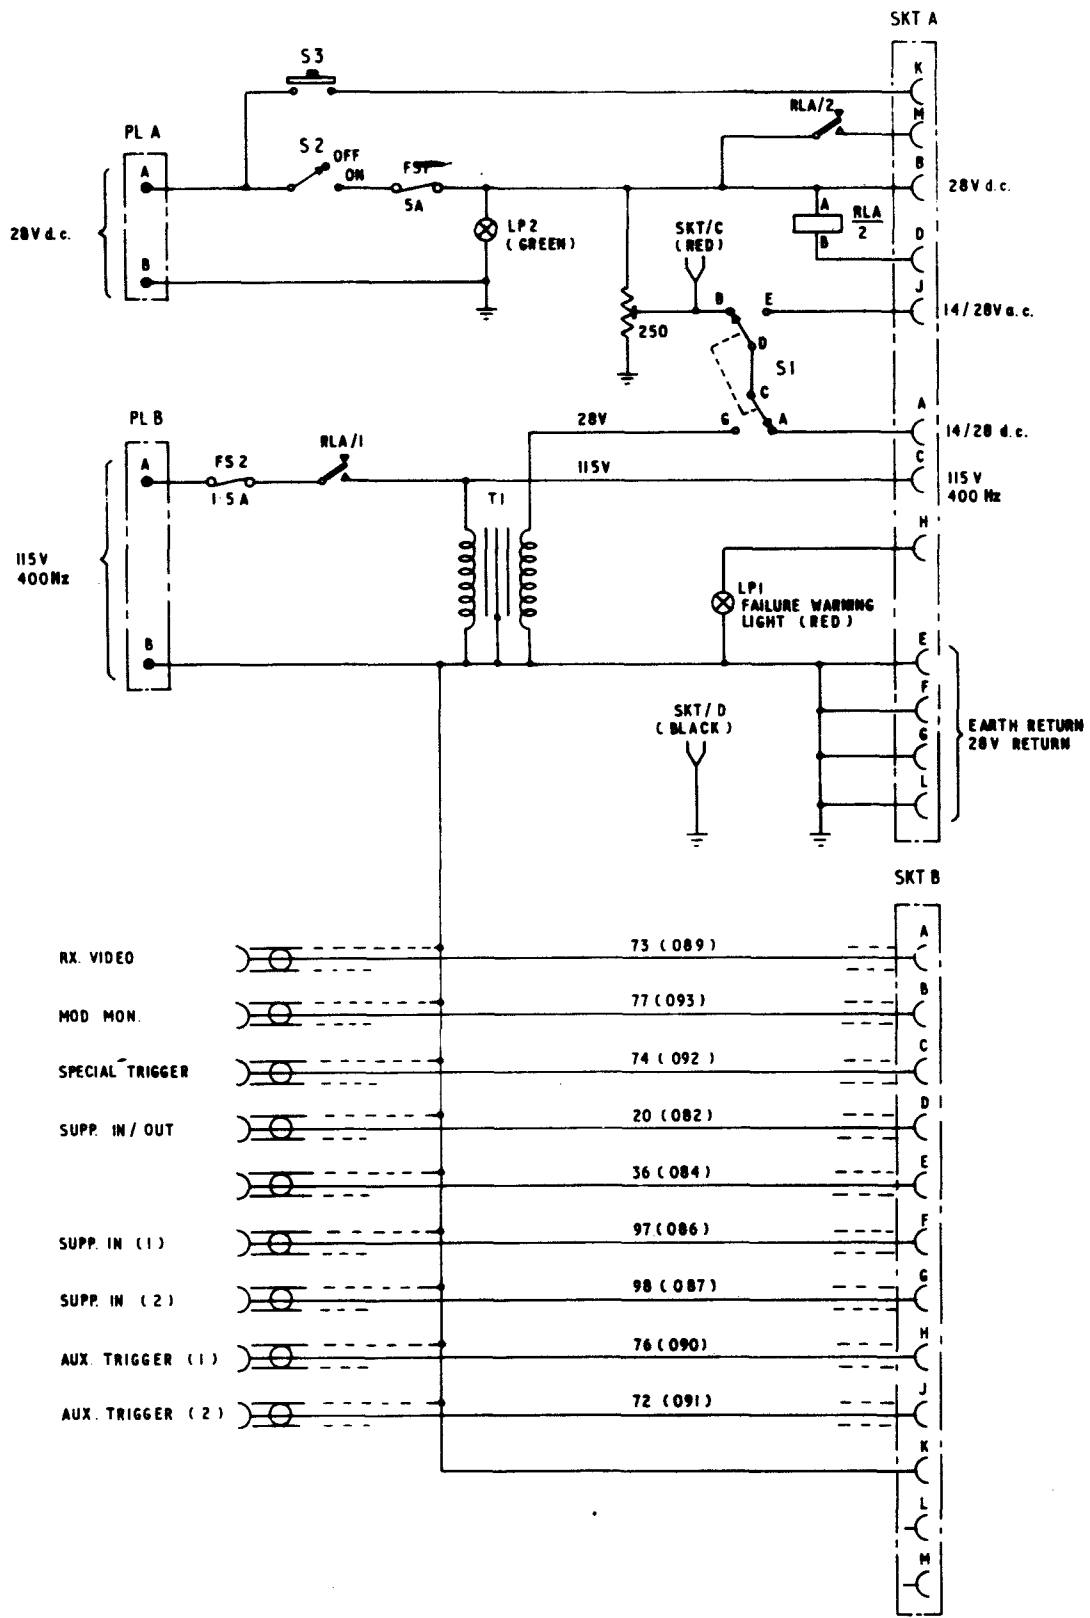 SKT A
S3
K
RLA/2
M
PL A
A
S2
OFF
ON
FS1
5A
B
28V d.c.
28V d.c.
LP2
(GREEN)
SKT/C
(RED)
A
RLA
2
B
D
B
J
B
E
14/28V a.c.
250
D
S1
C
A
PL B
28V
G
A
14/28 d.c.
A
FS2
1·5A
RLA/1
115V
C
115V
400 Hz
T1
H
115V
400Hz
LP1
FAILURE WARNING
LIGHT (RED)
B
E
F
SKT/D
(BLACK)
G
EARTH RETURN
28V RETURN
L
SKT B
RX. VIDEO
73 (089)
A
MOD MON.
77 (093)
B
SPECIAL TRIGGER
74 (092)
C
SUPP. IN/OUT
20 (082)
D
36 (084)
E
SUPP. IN (1)
97 (086)
F
SUPP. IN (2)
98 (087)
G
AUX. TRIGGER (1)
76 (090)
H
AUX. TRIGGER (2)
72 (091)
J
K
L
M